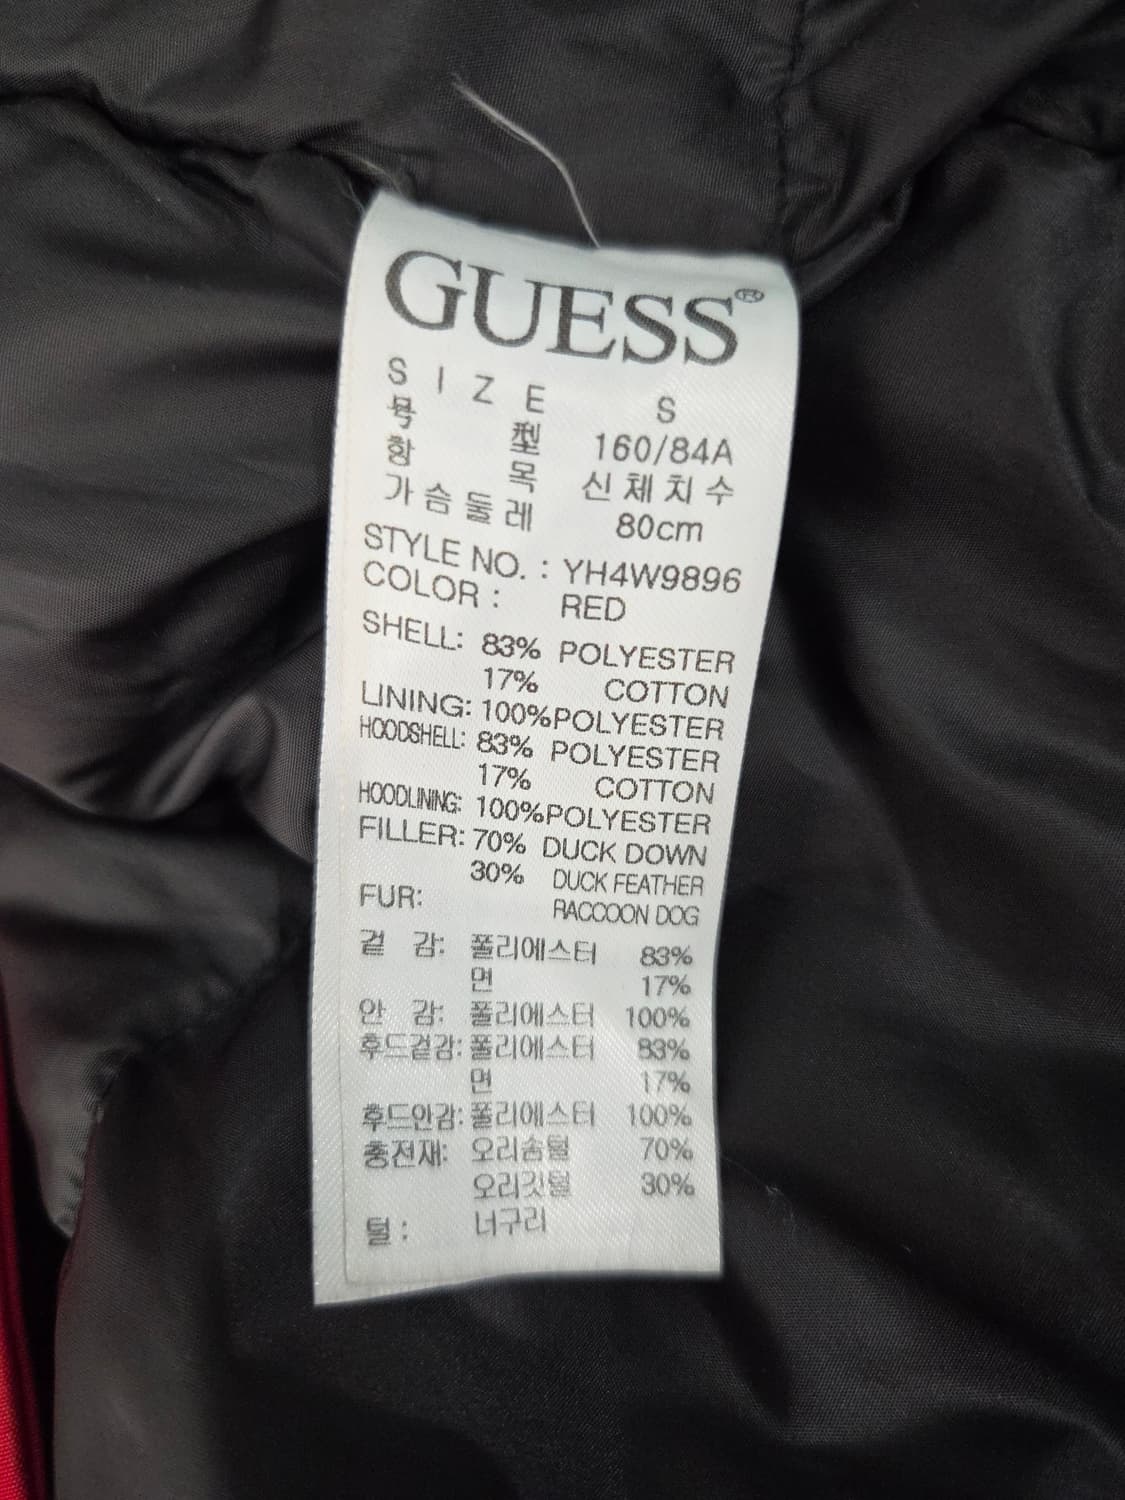 GUESS®
SIZE S
号型 160/84A
항목 신체치수
가슴둘레 80cm
STYLE NO. : YH4W9896
COLOR : RED
SHELL: 83% POLYESTER
17% COTTON
LINING: 100%POLYESTER
HOODSHELL: 83% POLYESTER
17% COTTON
HOODLINING: 100%POLYESTER
FILLER: 70% DUCK DOWN
30% DUCK FEATHER
FUR: RACCOON DOG
겉감: 폴리에스터 83%
면 17%
안감: 폴리에스터 100%
후드겉감: 폴리에스터 83%
면 17%
후드안감: 폴리에스터 100%
충전재: 오리솜털 70%
오리깃털 30%
털: 너구리